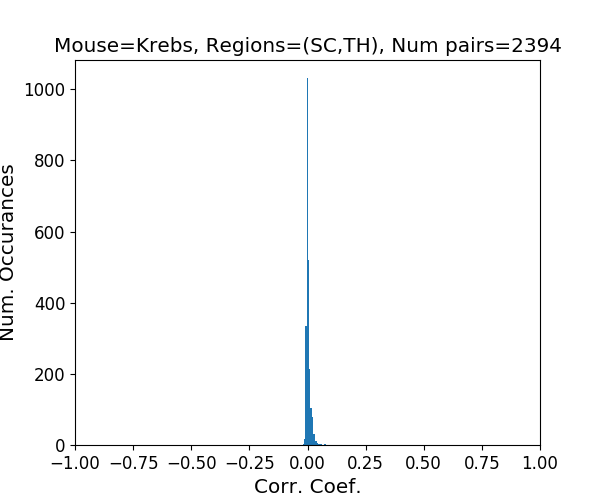 Mouse=Krebs, Regions=(SC,TH), Num pairs=2394
Num. Occurances
1000
800
600
400
200
0
−1.00 −0.75 −0.50 −0.25 0.00 0.25 0.50 0.75 1.00
Corr. Coef.